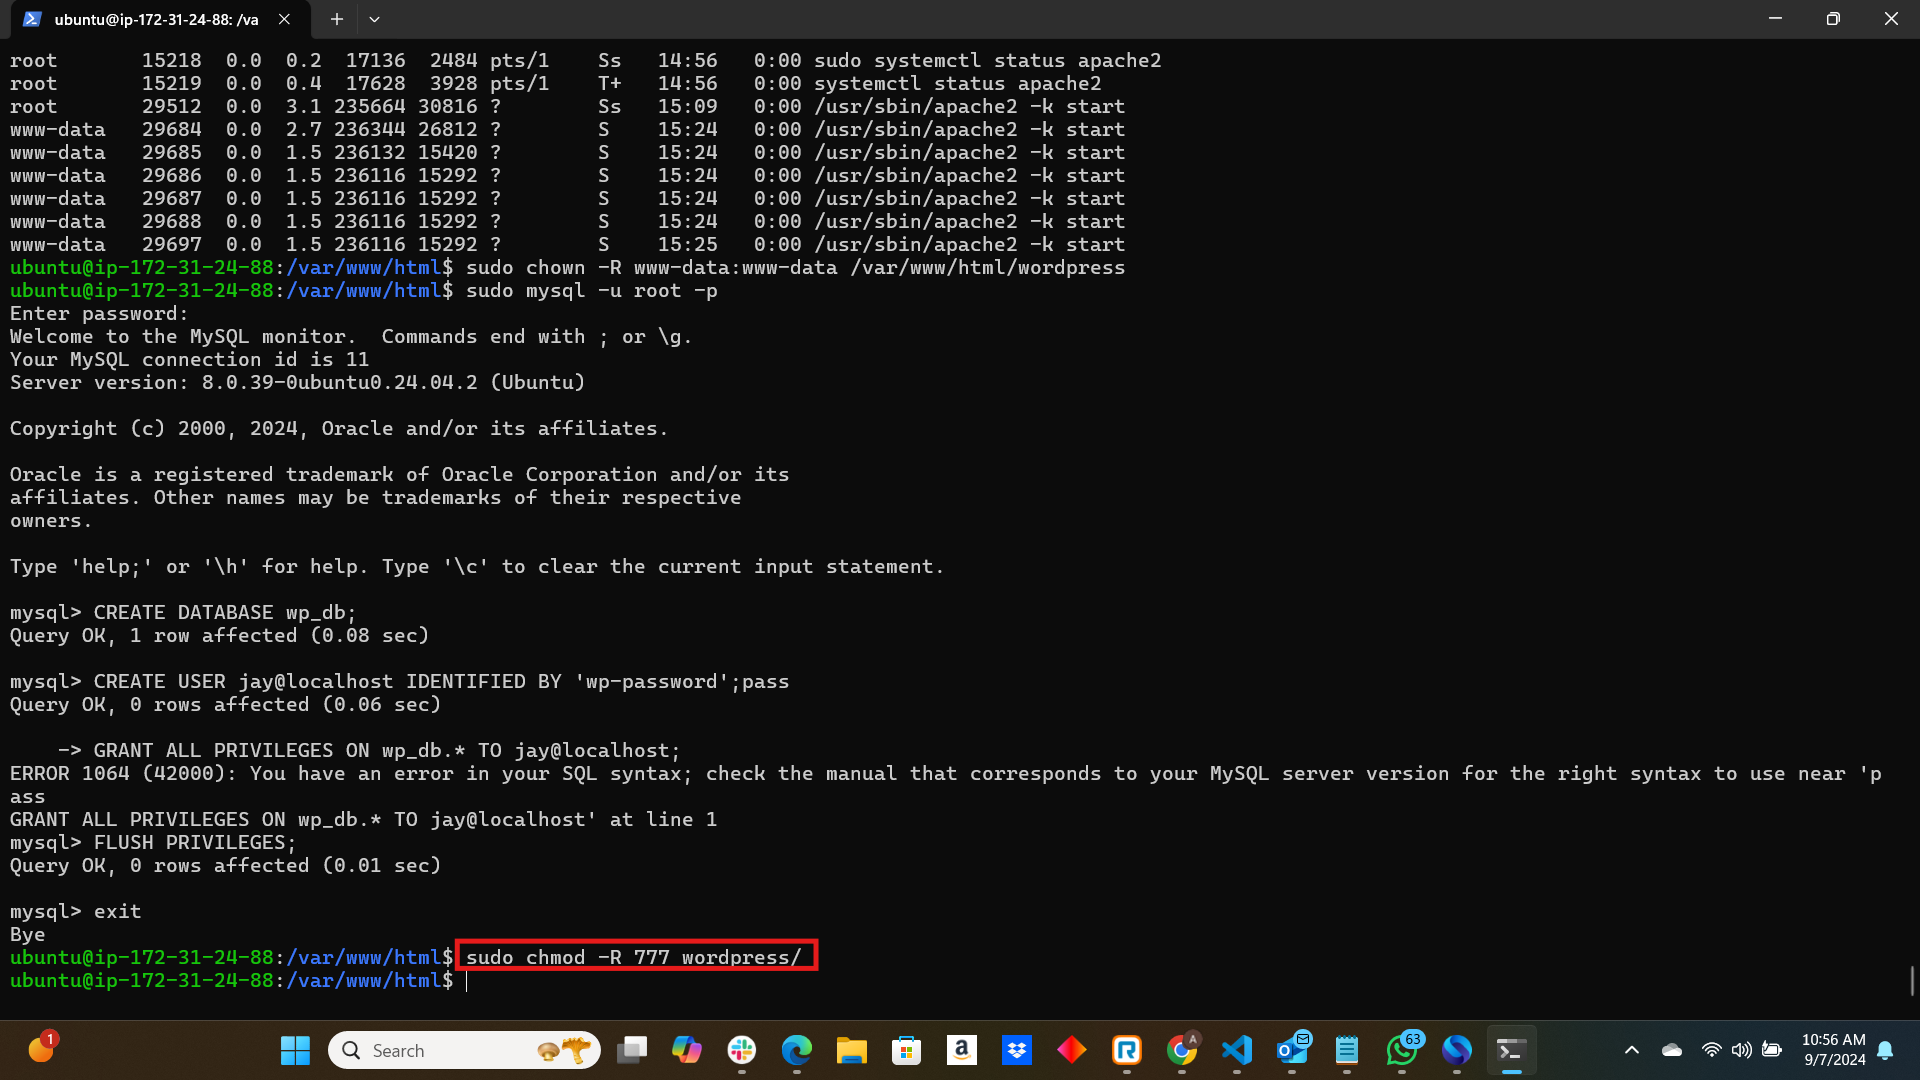 ubuntu@ip-172-31-24-88: /va
root       15218  0.0  0.2  17136  2484 pts/1    Ss   14:56   0:00 sudo systemctl status apache2
root       15219  0.0  0.4  17628  3928 pts/1    T+   14:56   0:00 systemctl status apache2
root       29512  0.0  3.1 235664 30816 ?        Ss   15:09   0:00 /usr/sbin/apache2 -k start
www-data   29684  0.0  2.7 236344 26812 ?        S    15:24   0:00 /usr/sbin/apache2 -k start
www-data   29685  0.0  1.5 236132 15420 ?        S    15:24   0:00 /usr/sbin/apache2 -k start
www-data   29686  0.0  1.5 236116 15292 ?        S    15:24   0:00 /usr/sbin/apache2 -k start
www-data   29687  0.0  1.5 236116 15292 ?        S    15:24   0:00 /usr/sbin/apache2 -k start
www-data   29688  0.0  1.5 236116 15292 ?        S    15:24   0:00 /usr/sbin/apache2 -k start
www-data   29697  0.0  1.5 236116 15292 ?        S    15:25   0:00 /usr/sbin/apache2 -k start
ubuntu@ip-172-31-24-88:/var/www/html$ sudo chown -R www-data:www-data /var/www/html/wordpress
ubuntu@ip-172-31-24-88:/var/www/html$ sudo mysql -u root -p
Enter password:
Welcome to the MySQL monitor.  Commands end with ; or \g.
Your MySQL connection id is 11
Server version: 8.0.39-0ubuntu0.24.04.2 (Ubuntu)
Copyright (c) 2000, 2024, Oracle and/or its affiliates.
Oracle is a registered trademark of Oracle Corporation and/or its
affiliates. Other names may be trademarks of their respective
owners.
Type 'help;' or '\h' for help. Type '\c' to clear the current input statement.
mysql> CREATE DATABASE wp_db;
Query OK, 1 row affected (0.08 sec)
mysql> CREATE USER jay@localhost IDENTIFIED BY 'wp-password';pass
Query OK, 0 rows affected (0.06 sec)
    -> GRANT ALL PRIVILEGES ON wp_db.* TO jay@localhost;
ERROR 1064 (42000): You have an error in your SQL syntax; check the manual that corresponds to your MySQL server version for the right syntax to use near 'p
ass
GRANT ALL PRIVILEGES ON wp_db.* TO jay@localhost' at line 1
mysql> FLUSH PRIVILEGES;
Query OK, 0 rows affected (0.01 sec)
mysql> exit
Bye
ubuntu@ip-172-31-24-88:/var/www/html$ sudo chmod -R 777 wordpress/
ubuntu@ip-172-31-24-88:/var/www/html$
1
Search
a
R
A
O
63
10:56 AM
9/7/2024